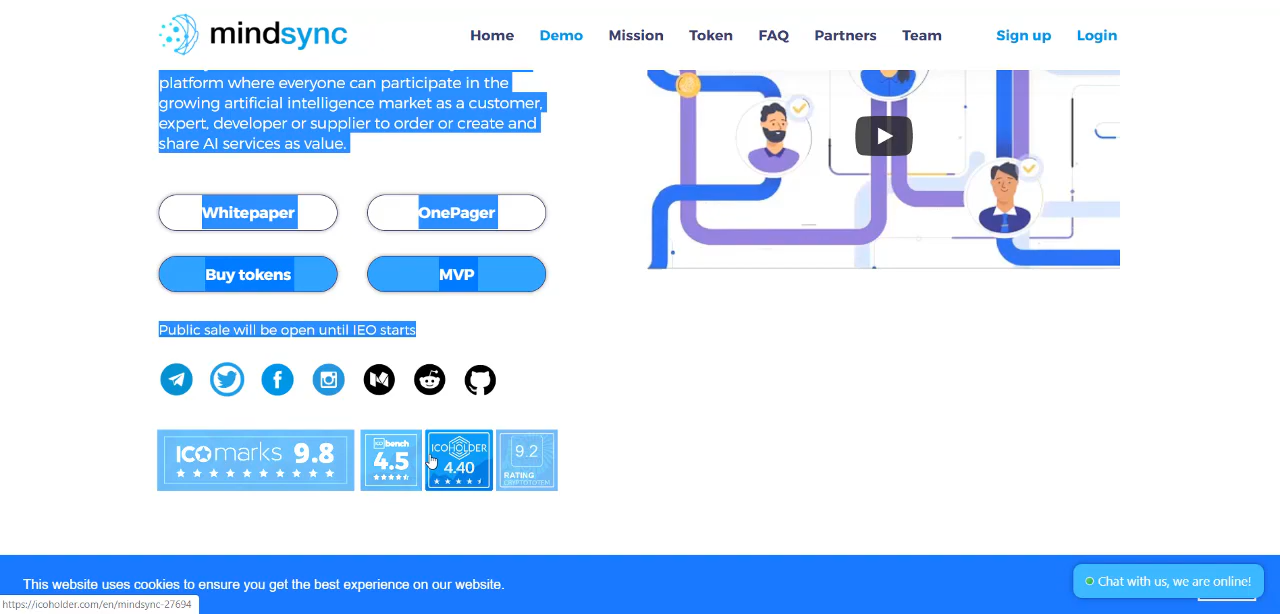 mindsync
Home Demo Mission Token FAQ Partners Team Sign up Login
platform where everyone can participate in the
growing artificial intelligence market as a customer,
expert, developer or supplier to order or create and
share AI services as value.
Whitepaper OnePager
Buy tokens MVP
Public sale will be open until IEO starts
ICOmarks 9.8
bench
4.5
ICOHOLDER
4.40
9.2
RATING
CRYPTOTOTEM
This website uses cookies to ensure you get the best experience on our website.
Chat with us, we are online!
https://icoholder.com/en/mindsync-27694